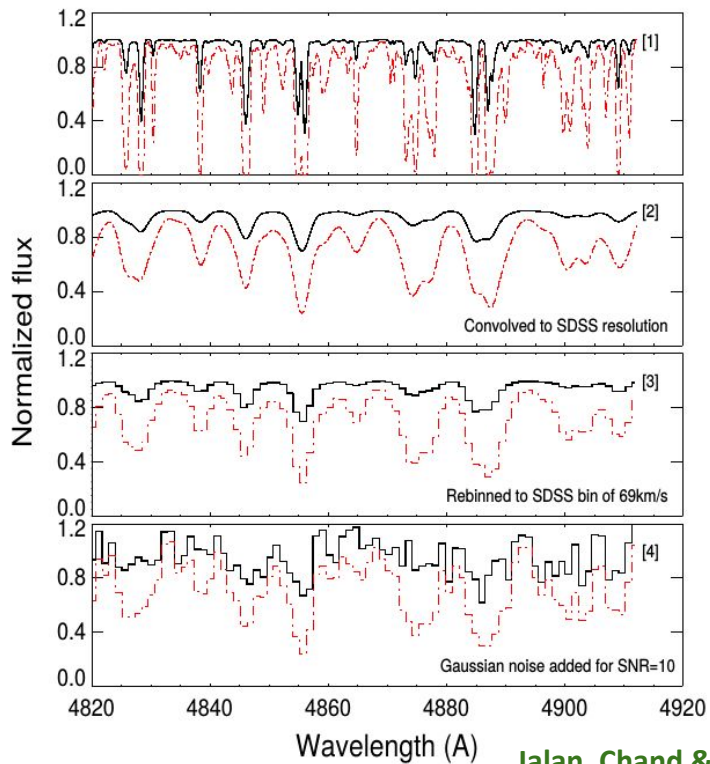 1.2
0.8
0.4
0.0
[1]
1.2
0.8
0.4
0.0
[2]
Convolved to SDSS resolution
1.2
0.8
0.4
0.0
[3]
Rebinned to SDSS bin of 69km/s
1.2
0.8
0.4
0.0
[4]
Gaussian noise added for SNR=10
Normalized flux
4820 4840 4860 4880 4900 4920
Wavelength (A)
Jalan, Chand &